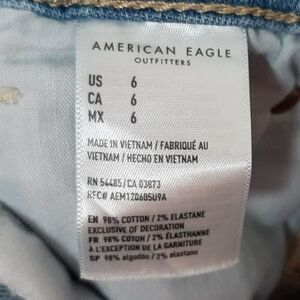 AMERICAN EAGLE
OUTFITTERS
US 6
CA 6
MX 6
MADE IN VIETNAM / FABRIQUÉ AU
VIETNAM / HECHO EN VIETNAM
RN 54485/CA 03873
REC# AEM120605U9A
EN 98% COTTON / 2% ELASTANE
EXCLUSIVE OF DECORATION
FR 98% COTON / 2% ÉLASTHANNE
À L'EXCEPTION DE LA GARNITURE
SP 98% algodón / 2% elastano